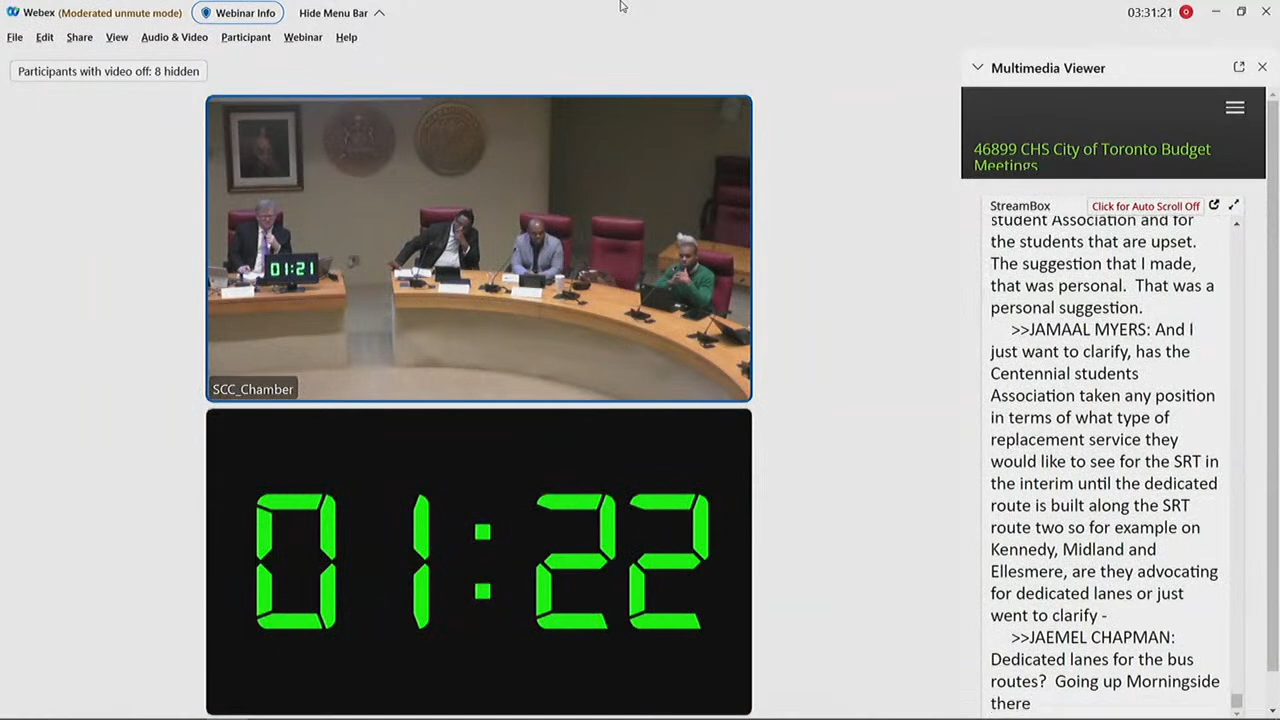 Webex (Moderated unmute mode) Webinar Info Hide Menu Bar 03:31:21
File Edit Share View Audio & Video Participant Webinar Help
Participants with video off: 8 hidden
Multimedia Viewer
46899 CHS City of Toronto Budget
Meetings
StreamBox Click for Auto Scroll Off
student Association and for
the students that are upset.
The suggestion that I made,
that was personal. That was a
personal suggestion.
>>JAMAAL MYERS: And I
just want to clarify, has the
Centennial students
Association taken any position
in terms of what type of
replacement service they
would like to see for the SRT in
the interim until the dedicated
route is built along the SRT
route two so for example on
Kennedy, Midland and
Ellesmere, are they advocating
for dedicated lanes or just
went to clarify -
>>JAEMEL CHAPMAN:
Dedicated lanes for the bus
routes? Going up Morningside
there
01:21
SCC_Chamber
01:22